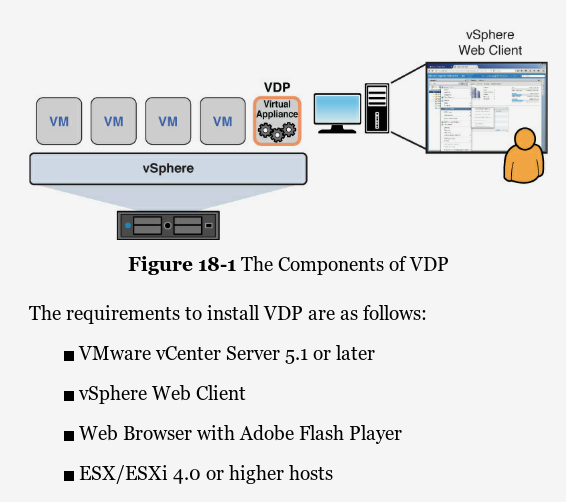 vSphere
Web Client
VDP
VM
VM
VM
VM
Virtual
Appliance
vSphere
Figure 18-1 The Components of VDP
The requirements to install VDP are as follows:
■ VMware vCenter Server 5.1 or later
■ vSphere Web Client
■ Web Browser with Adobe Flash Player
■ ESX/ESXi 4.0 or higher hosts